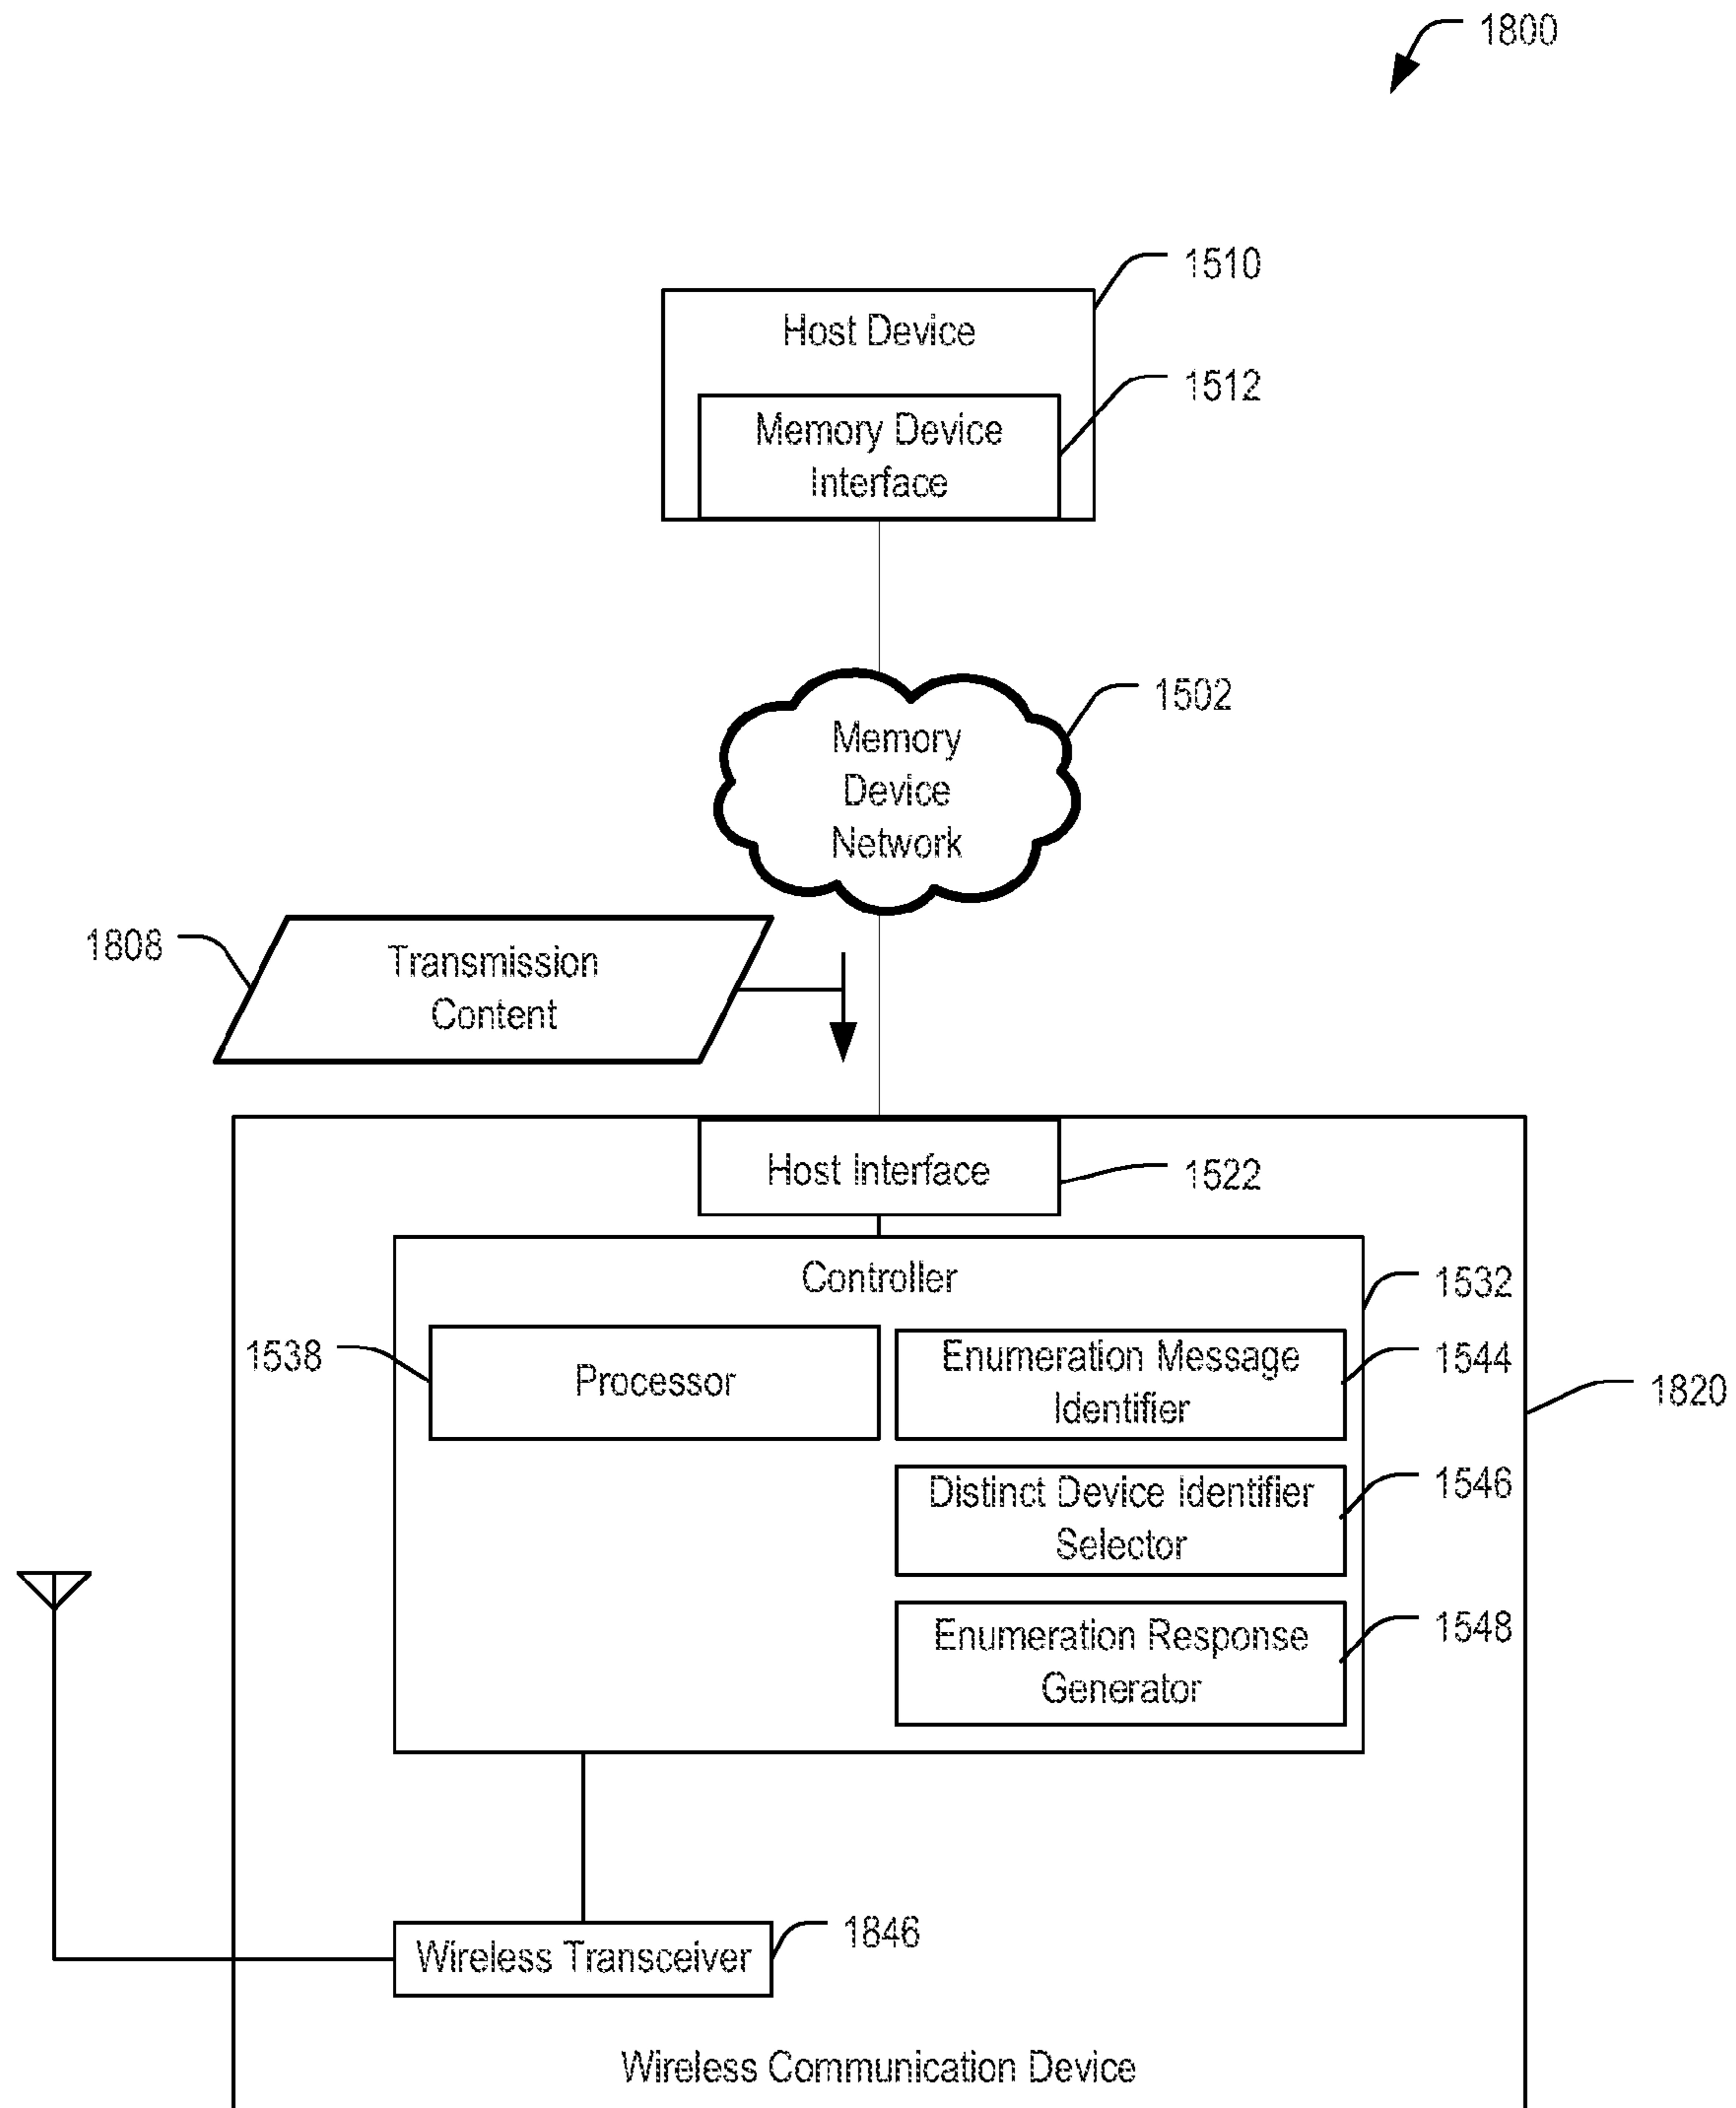 1800
1510
Host Device
1512
Memory Device
Interface
1502
Memory
Device
Network
1808
Transmission
Content
Host Interface
1522
Controller
1532
1538
Processor
Enumeration Message
Identifier
1544
1820
Distinct Device Identifier
Selector
1546
Enumeration Response
Generator
1548
1846
Wireless Transceiver
Wireless Communication Device